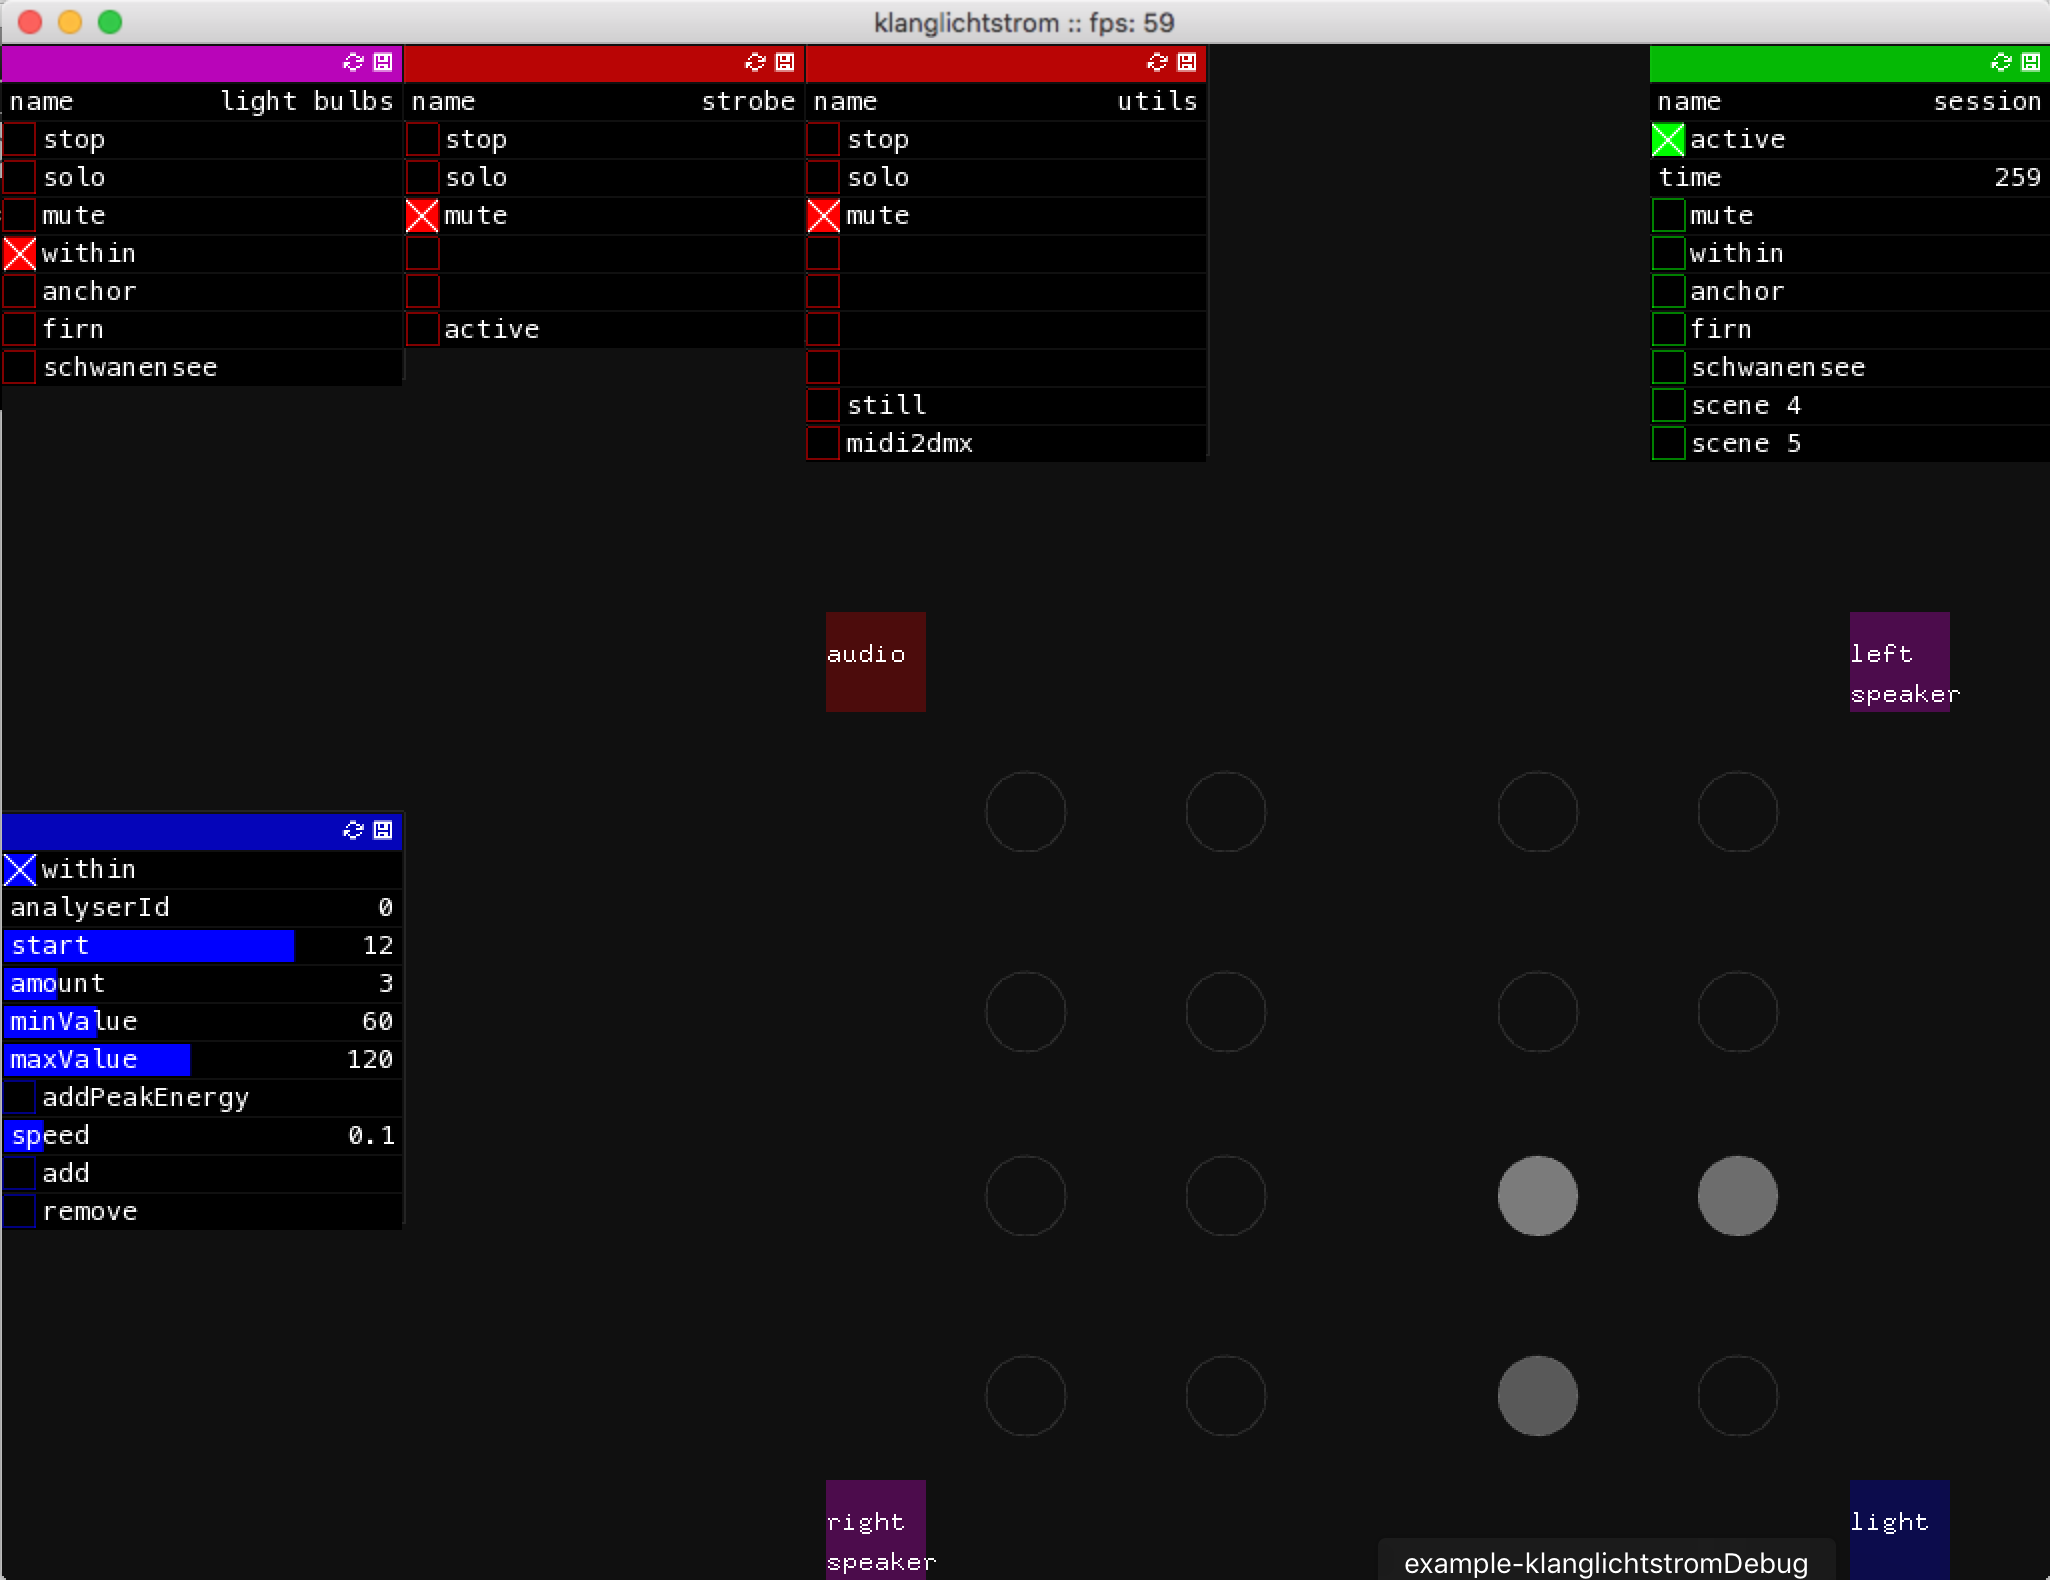 klanglichtstrom :: fps: 59
name light bulbs
stop
solo
mute
within
anchor
firn
schwanensee
name strobe
stop
solo
mute
active
name utils
stop
solo
mute
still
midi2dmx
name session
active
time 259
mute
within
anchor
firn
schwanensee
scene 4
scene 5
audio
left
speaker
within
analyserId 0
start 12
amount 3
minValue 60
maxValue 120
addPeakEnergy
speed 0.1
add
remove
right
speaker
light
example-klanglichtstromDebug